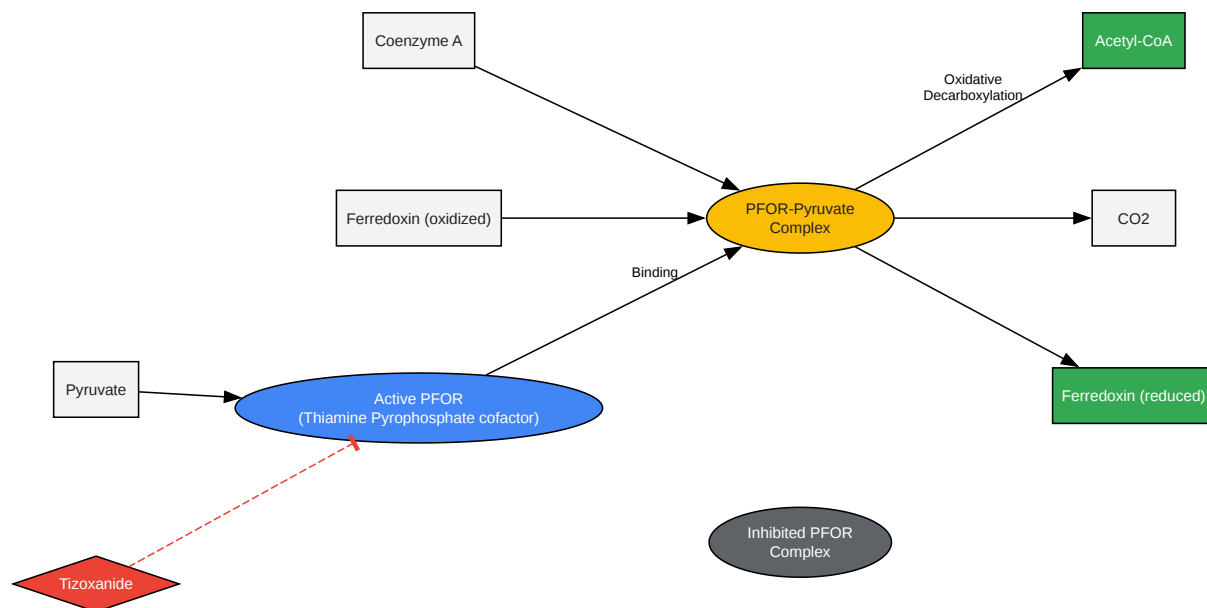 Coenzyme A
Acetyl-CoA
Oxidative
Decarboxylation
Ferredoxin (oxidized)
PFOR-Pyruvate
Complex
CO2
Binding
Pyruvate
Active PFOR
(Thiamine Pyrophosphate cofactor)
Ferredoxin (reduced)
Inhibited PFOR
Complex
Tizoxanide